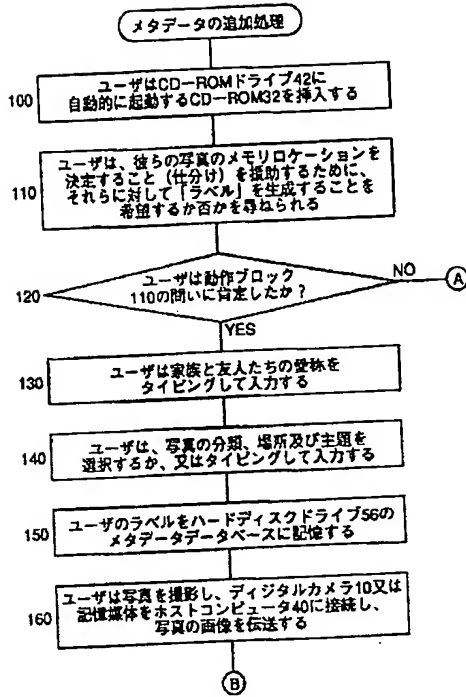 メタデータの追加処理
100
ユーザはCD-ROMドライブ42に
自動的に起動するCD-ROM32を挿入する
110
ユーザは、彼らの写真のメモリロケーションを
決定すること（仕分け）を援助するために、
それらに対して「ラベル」を生成することを
希望するか否かを尋ねられる
120
ユーザは動作ブロック
110の問いに肯定したか？
NO
A
YES
130
ユーザは家族と友人たちの愛称を
タイピングして入力する
140
ユーザは、写真の分類、場所及び主題を
選択するか、又はタイピングして入力する
150
ユーザのラベルをハードディスクドライブ56の
メタデータデータベースに記憶する
160
ユーザは写真を撮影し、ディジタルカメラ10又は
記憶媒体をホストコンピュータ40に接続し、
写真の画像を伝送する
B